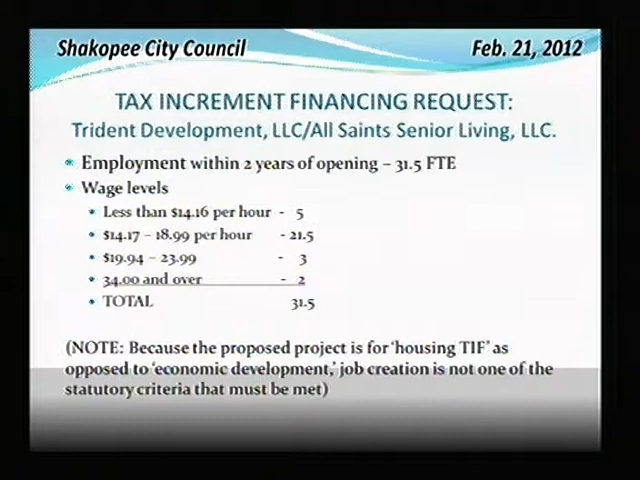 Shakopee City Council
Feb. 21, 2012
TAX INCREMENT FINANCING REQUEST:
Trident Development, LLC/All Saints Senior Living, LLC.
Employment within 2 years of opening – 31.5 FTE
Wage levels
Less than $14.16 per hour - 5
$14.17 – 18.99 per hour - 21.5
$19.94 – 23.99 - 3
34.00 and over - 2
TOTAL 31.5
(NOTE: Because the proposed project is for ‘housing TIF’ as
opposed to ‘economic development,’ job creation is not one of the
statutory criteria that must be met)